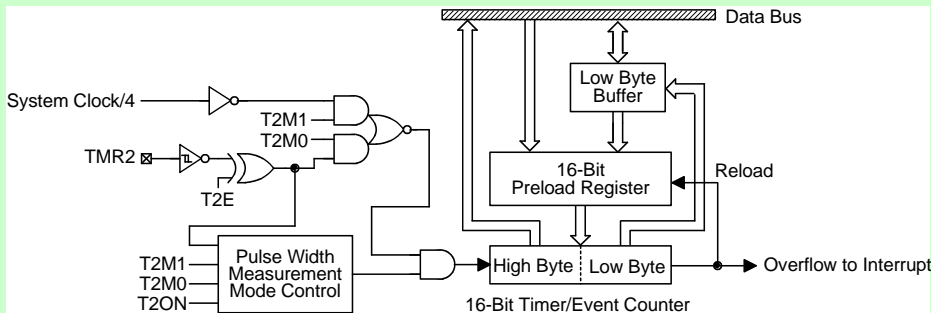 Data Bus
System Clock/4
Low Byte
Buffer
T2M1
T2M0
TMR2
T2E
16-Bit
Preload Register
Reload
T2M1
T2M0
T2ON
Pulse Width
Measurement
Mode Control
High Byte
Low Byte
Overflow to Interrupt
16-Bit Timer/Event Counter